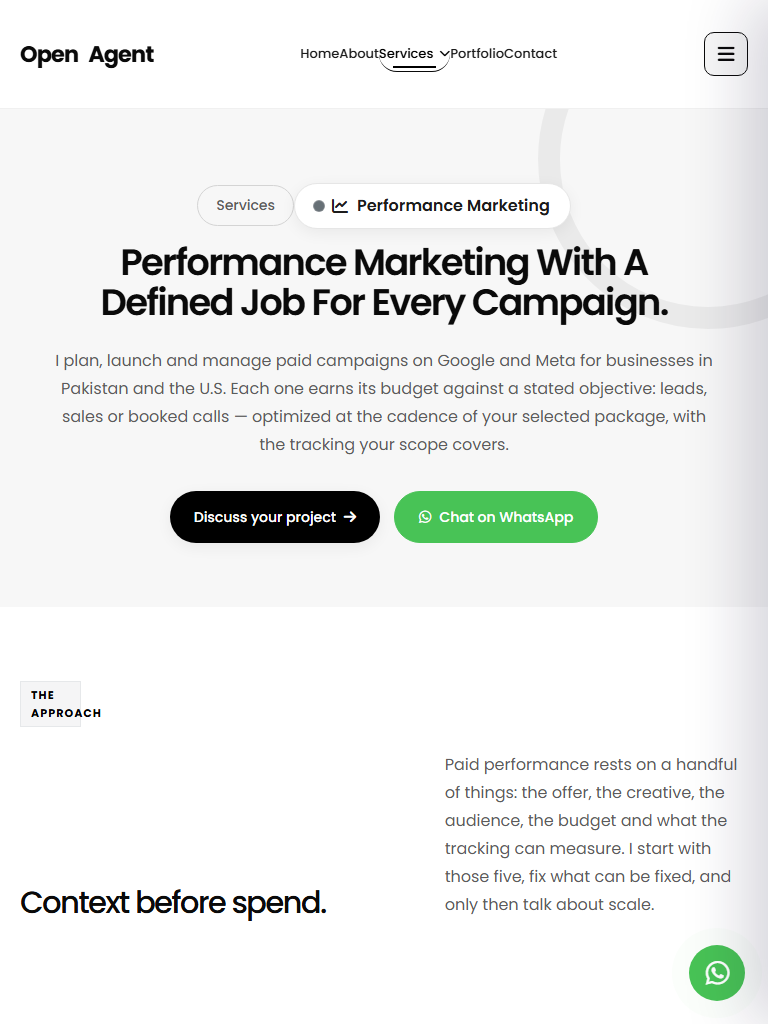 Open Agent
Home About Services Portfolio Contact
Services
Performance Marketing
Performance Marketing With A
Defined Job For Every Campaign.
I plan, launch and manage paid campaigns on Google and Meta for businesses in
Pakistan and the U.S. Each one earns its budget against a stated objective: leads,
sales or booked calls — optimized at the cadence of your selected package, with
the tracking your scope covers.
Discuss your project →
Chat on WhatsApp
THE
APPROACH
Context before spend.
Paid performance rests on a handful
of things: the offer, the creative, the
audience, the budget and what the
tracking can measure. I start with
those five, fix what can be fixed, and
only then talk about scale.